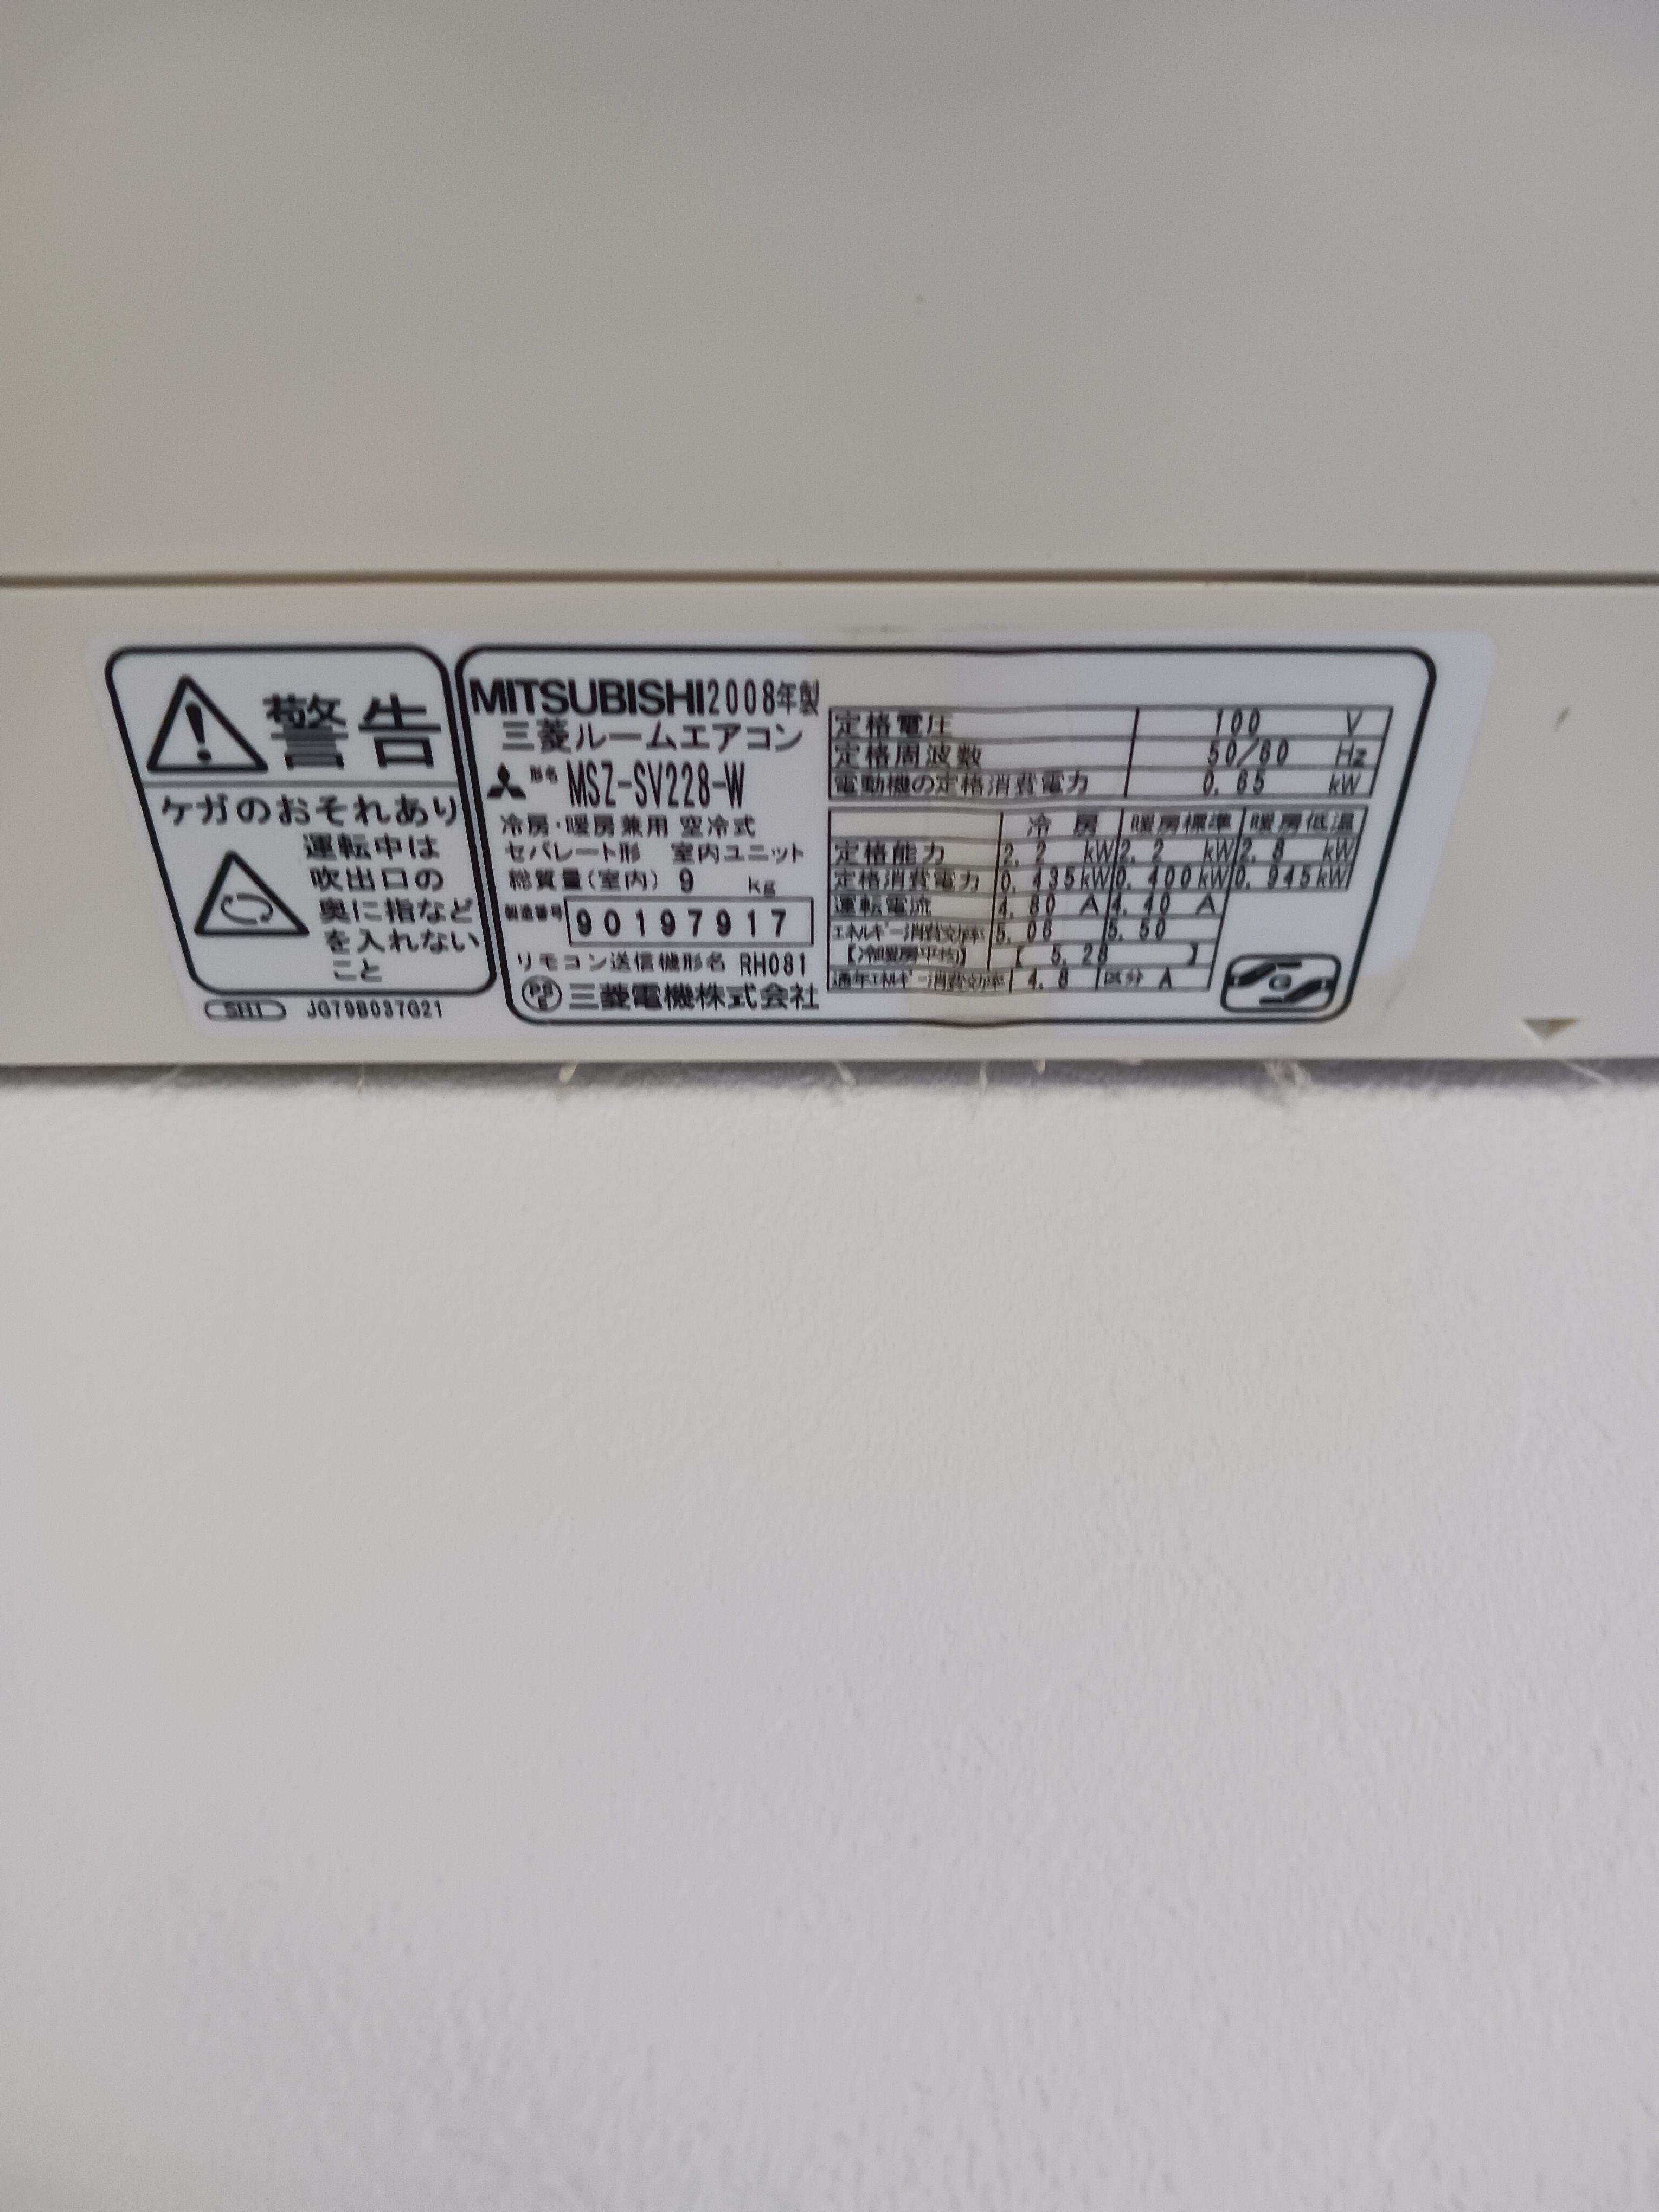 警告
ケガのおそれあり
運転中は
吹出口の
奥に指など
を入れない
こと
SHI JG79B037G21
MITSUBISHI 2008年製
三菱ルームエアコン
形名 MSZ-SV228-W
冷房・暖房兼用 空冷式
セパレート形 室内ユニット
総質量(室内) 9 kg
製造番号 90197917
リモコン送信機形名 RH081
PSE 三菱電機株式会社
定格電圧 100 V
定格周波数 50/60 Hz
電動機の定格消費電力 0.65 kW
冷房 暖房標準 暖房低温
定格能力 2.2 kW 2.2 kW 2.8 kW
定格消費電力 0.435kW 0.400kW 0.945kW
運転電流 4.80 A 4.40 A
エネルギー消費効率 5.06 5.50
【冷暖房平均】 【 5.28 】
通年エネルギー消費効率 4.8 区分 A
G